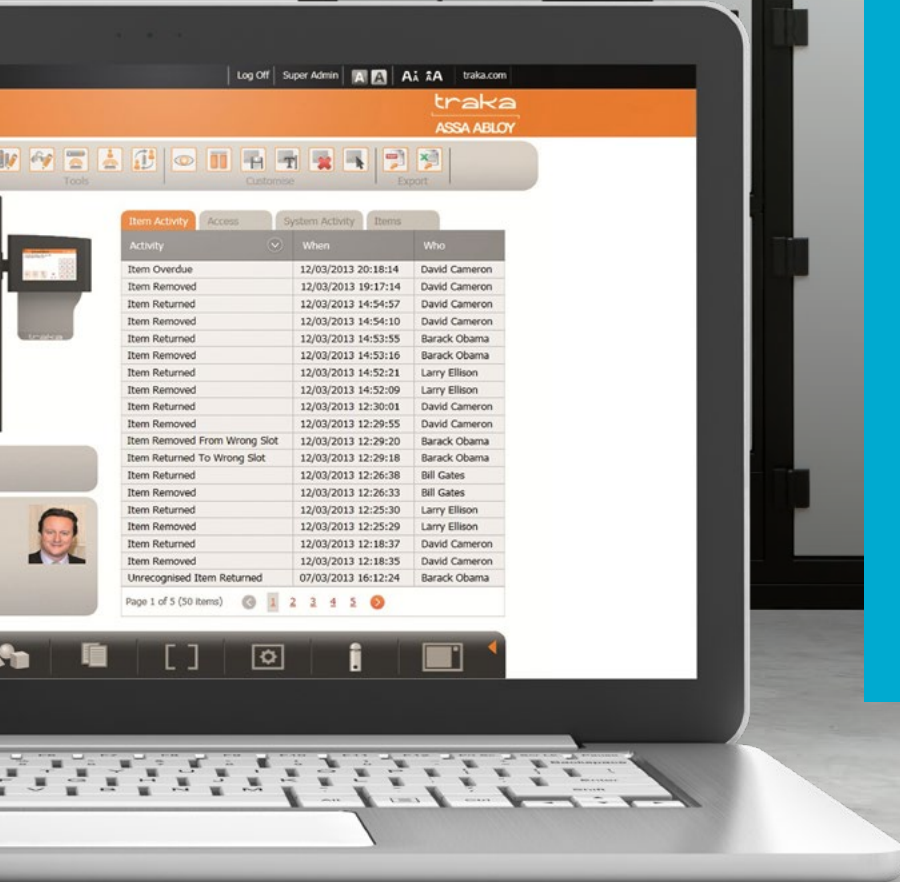 Log Off Super Admin A A Aá âA traka.com
traka
ASSA ABLOY
Tools Customise Export
Item Activity Access System Activity Items
Activity When Who
Item Overdue 12/03/2013 20:18:14 David Cameron
Item Removed 12/03/2013 19:17:14 David Cameron
Item Returned 12/03/2013 14:54:57 David Cameron
Item Removed 12/03/2013 14:54:10 David Cameron
Item Returned 12/03/2013 14:53:55 Barack Obama
Item Removed 12/03/2013 14:53:16 Barack Obama
Item Returned 12/03/2013 14:52:21 Larry Ellison
Item Removed 12/03/2013 14:52:09 Larry Ellison
Item Returned 12/03/2013 12:30:01 David Cameron
Item Removed 12/03/2013 12:29:55 David Cameron
Item Removed From Wrong Slot 12/03/2013 12:29:20 Barack Obama
Item Returned To Wrong Slot 12/03/2013 12:29:18 Barack Obama
Item Returned 12/03/2013 12:26:38 Bill Gates
Item Removed 12/03/2013 12:26:33 Bill Gates
Item Returned 12/03/2013 12:25:30 Larry Ellison
Item Removed 12/03/2013 12:25:29 Larry Ellison
Item Returned 12/03/2013 12:18:37 David Cameron
Item Removed 12/03/2013 12:18:35 David Cameron
Unrecognised Item Returned 07/03/2013 16:12:24 Barack Obama
Page 1 of 5 (50 items) 1 2 3 4 5
Backspace
Enter
Shift
Alt Ctrl